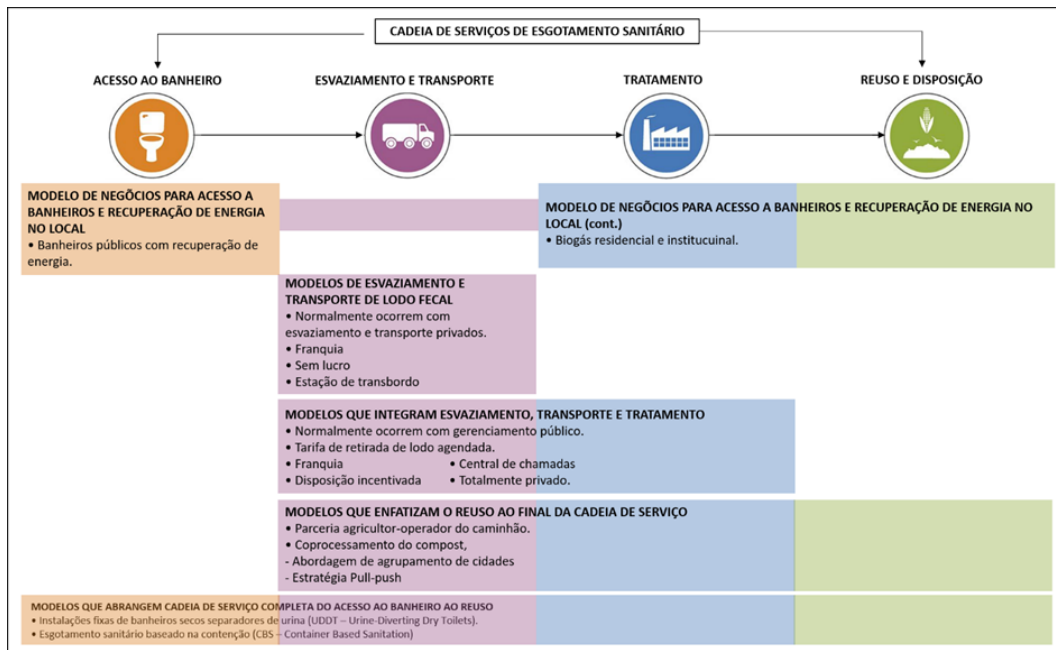 CADEIA DE SERVIÇOS DE ESGOTAMENTO SANITÁRIO
ACESSO AO BANHEIRO
ESVAZIAMENTO E TRANSPORTE
TRATAMENTO
REUSO E DISPOSIÇÃO
MODELO DE NEGÕCIOS PARA ACESSO A
BANHEIROS E RECUPERAÇÃO DE ENERGIA
NO LOCAL
• Banheiros públicos com recuperação de
energia.
MODELO DE NEGÓCIOS PARA ACESSO A BANHEIROS E RECUPERAÇÃO DE ENERGIA NO
LOCAL (cont.)
• Biogás residencial e institucuinal.
MODELOS DE ESVAZIAMENTO E
TRANSPORTE DE LODO FECAL
• Normalmente ocorrem com
esvaziamento e transporte privados.
• Franquia
• Sem lucro
• Estação de transbordo
MODELOS QUE INTEGRAM ESVAZIAMENTO, TRANSPORTE E TRATAMENTO
• Normalmente ocorrem com gerenciamento público.
• Tarifa de retirada de lodo agendada.
• Franquia • Central de chamadas
• Disposição incentivada • Totalmente privado.
MODELOS QUE ENFATIZAM O REUSO AO FINAL DA CADEIA DE SERVIÇO
• Parceria agricultor-operador do caminhão.
• Coprocessamento do compost,
- Abordagem de agrupamento de cidades
- Estratégia Pull-push
MODELOS QUE ABRANGEM CADEIA DE SERVIÇO COMPLETA DO ACESSO AO BANHEIRO AO REUSO
• Instalações fixas de banheiros secos separadores de urina (UDDT – Urine-Diverting Dry Toilets).
• Esgotamento sanitário baseado na contenção (CBS – Container Based Sanitation)